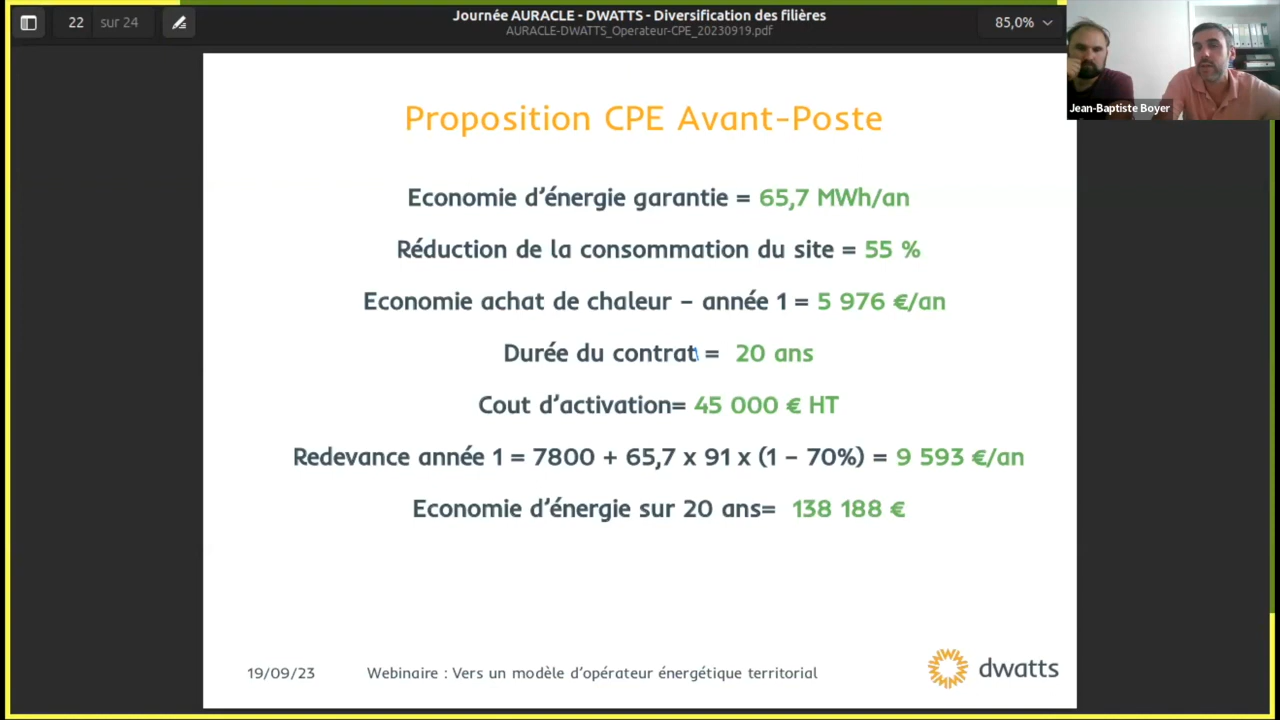 22 sur 24
Journée AURACLE - DWATTS - Diversification des filières
AURACLE-DWATTS_Operateur-CPE_20230919.pdf
85,0%
Jean-Baptiste Boyer
Proposition CPE Avant-Poste
Economie d'énergie garantie = 65,7 MWh/an
Réduction de la consommation du site = 55 %
Economie achat de chaleur – année 1 = 5 976 €/an
Durée du contrat = 20 ans
Cout d'activation= 45 000 € HT
Redevance année 1 = 7800 + 65,7 x 91 x (1 – 70%) = 9 593 €/an
Economie d'énergie sur 20 ans= 138 188 €
19/09/23
Webinaire : Vers un modèle d'opérateur énergétique territorial
dwatts